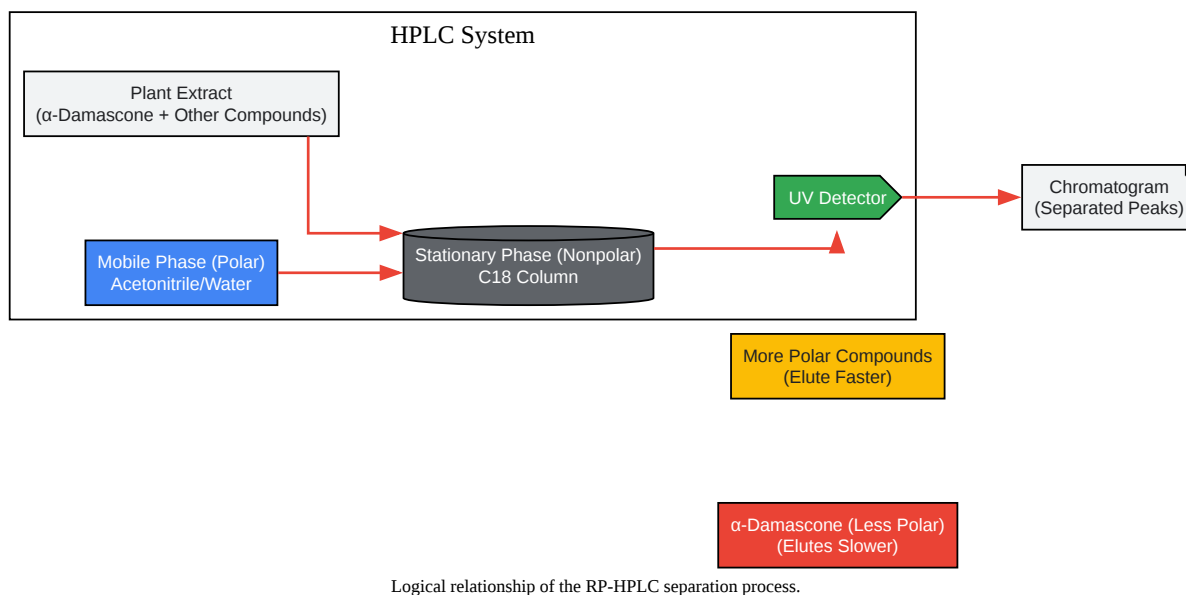 HPLC System
Plant Extract
(α-Damascone + Other Compounds)
Mobile Phase (Polar)
Acetonitrile/Water
Stationary Phase (Nonpolar)
C18 Column
UV Detector
Chromatogram
(Separated Peaks)
More Polar Compounds
(Elute Faster)
α-Damascone (Less Polar)
(Elutes Slower)
Logical relationship of the RP-HPLC separation process.